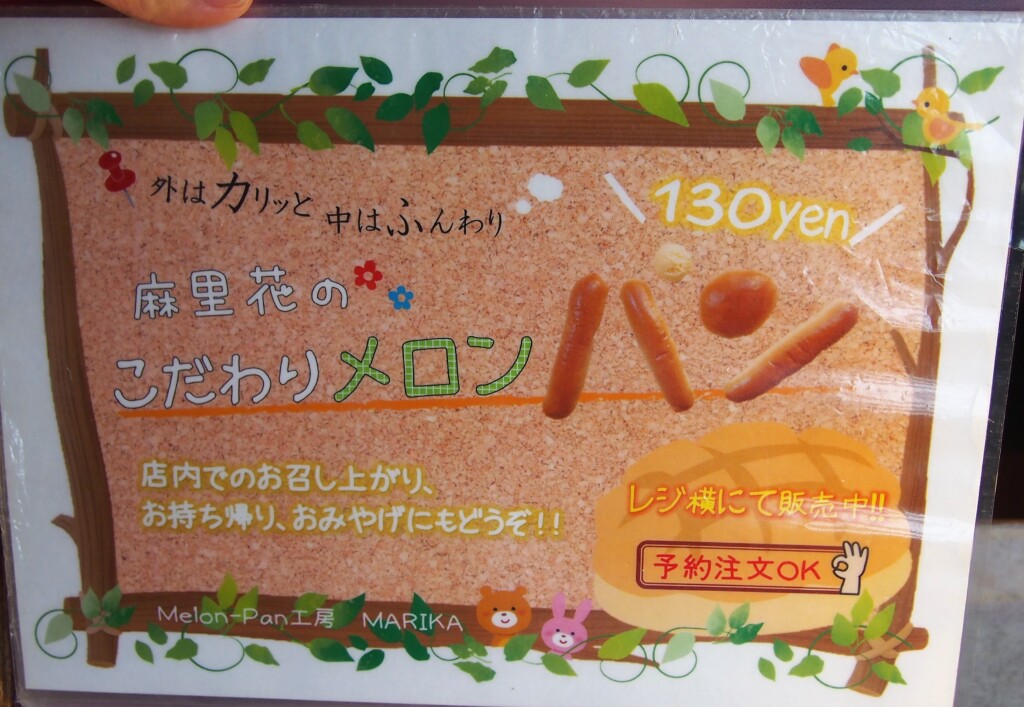 外はカリッと 中はふんわり
130yen
麻里花の
こだわりメロンパン
店内でのお召し上がり、
お持ち帰り、おみやげにもどうぞ！！
レジ横にて販売中!!
予約注文OK
Melon-Pan工房 MARIKA